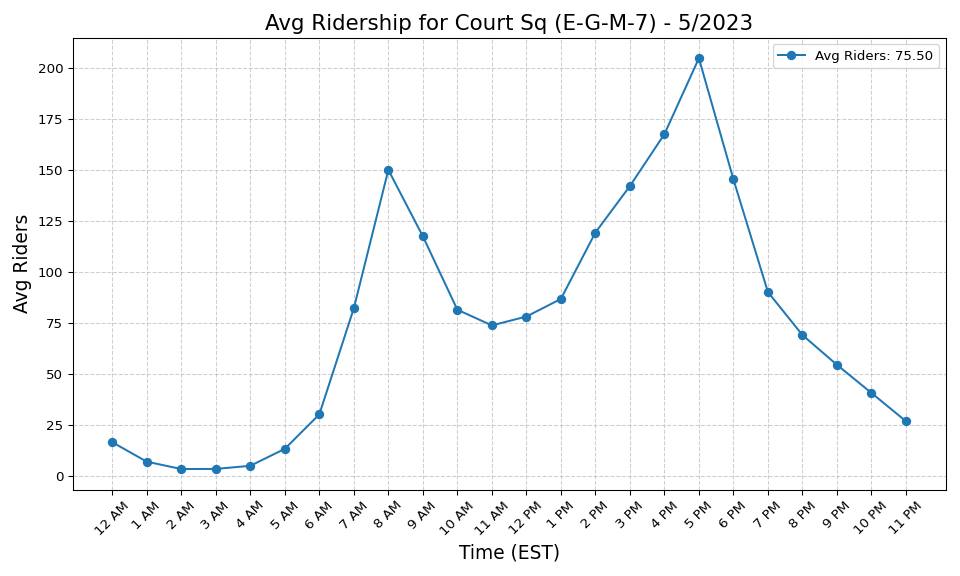 Avg Ridership for Court Sq (E-G-M-7) - 5/2023
Avg Riders: 75.50
Avg Riders
200
175
150
125
100
75
50
25
0
12 AM
1 AM
2 AM
3 AM
4 AM
5 AM
6 AM
7 AM
8 AM
9 AM
10 AM
11 AM
12 PM
1 PM
2 PM
3 PM
4 PM
5 PM
6 PM
7 PM
8 PM
9 PM
10 PM
11 PM
Time (EST)